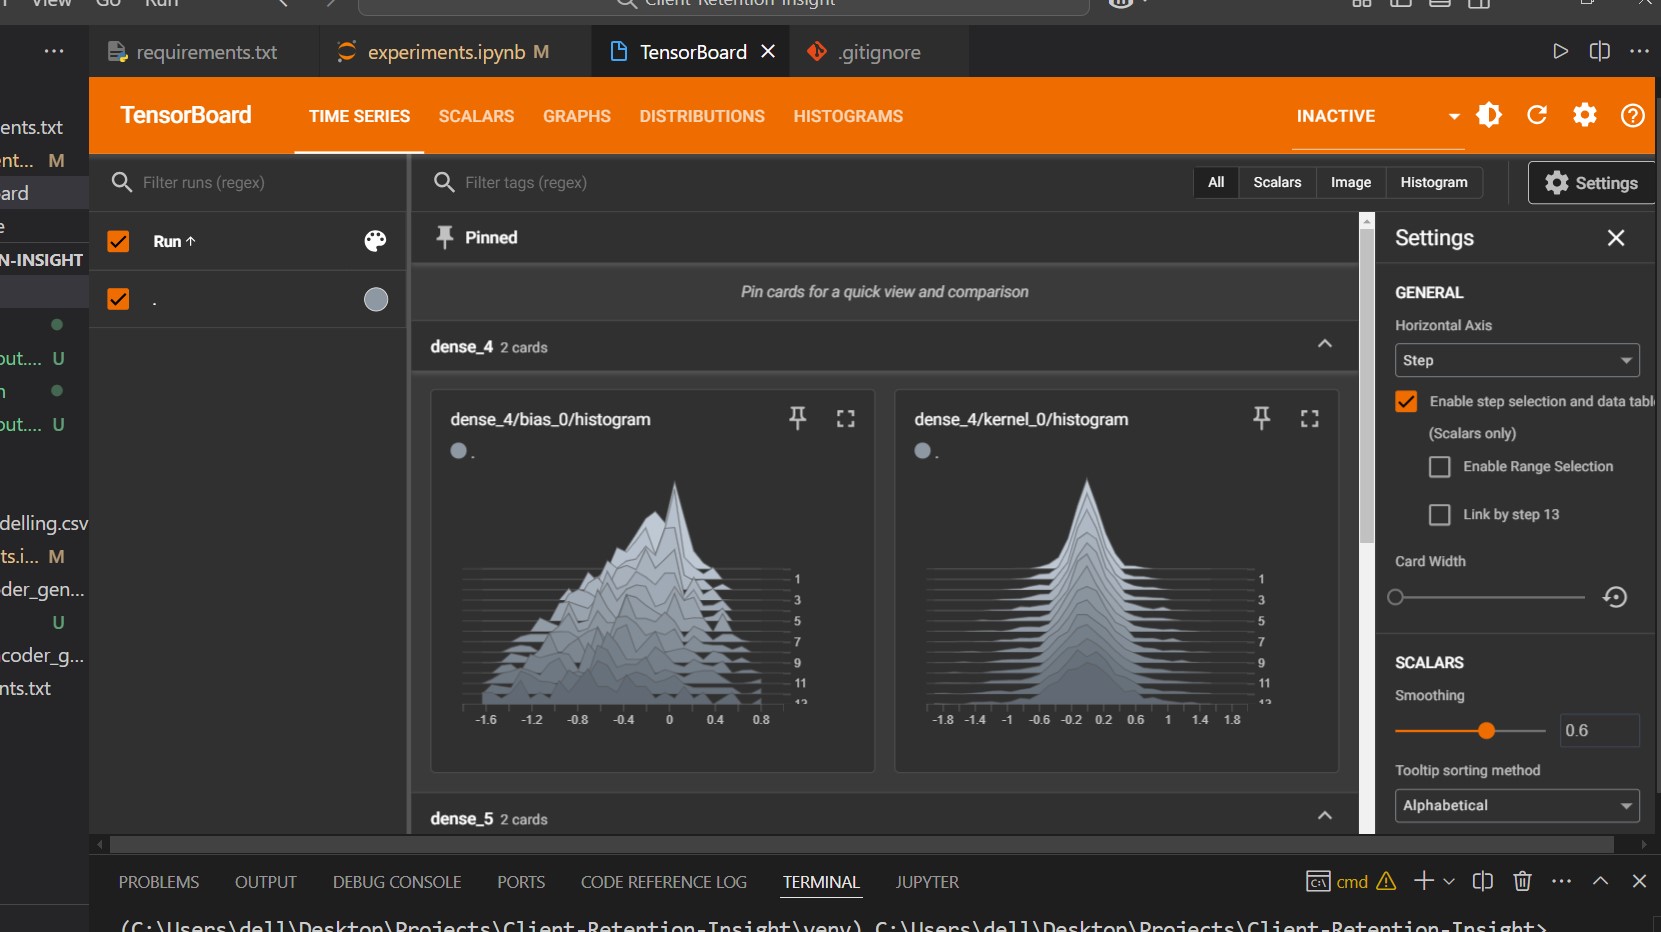 View Go Run
Client-Retention-Insight
requirements.txt
experiments.ipynb M
TensorBoard
.gitignore
ents.txt
ent... M
ard
e
N-INSIGHT
out.... U
n
out.... U
delling.csv
ts.i... M
der_gen...
U
coder_g...
nts.txt
TensorBoard
TIME SERIES
SCALARS
GRAPHS
DISTRIBUTIONS
HISTOGRAMS
INACTIVE
Filter runs (regex)
Run
.
Filter tags (regex)
All
Scalars
Image
Histogram
Settings
Pinned
Pin cards for a quick view and comparison
dense_4 2 cards
dense_4/bias_0/histogram
.
1
3
5
7
9
11
13
-1.6 -1.2 -0.8 -0.4 0 0.4 0.8
dense_4/kernel_0/histogram
.
1
3
5
7
9
11
13
-1.8 -1.4 -1 -0.6 -0.2 0.2 0.6 1 1.4 1.8
dense_5 2 cards
Settings
GENERAL
Horizontal Axis
Step
Enable step selection and data tabl
(Scalars only)
Enable Range Selection
Link by step 13
Card Width
SCALARS
Smoothing
0.6
Tooltip sorting method
Alphabetical
PROBLEMS
OUTPUT
DEBUG CONSOLE
PORTS
CODE REFERENCE LOG
TERMINAL
JUPYTER
cmd
(C:\Users\dell\Desktop\Projects\Client-Retention-Insight\venv) C:\Users\dell\Desktop\Projects\Client-Retention-Insight>